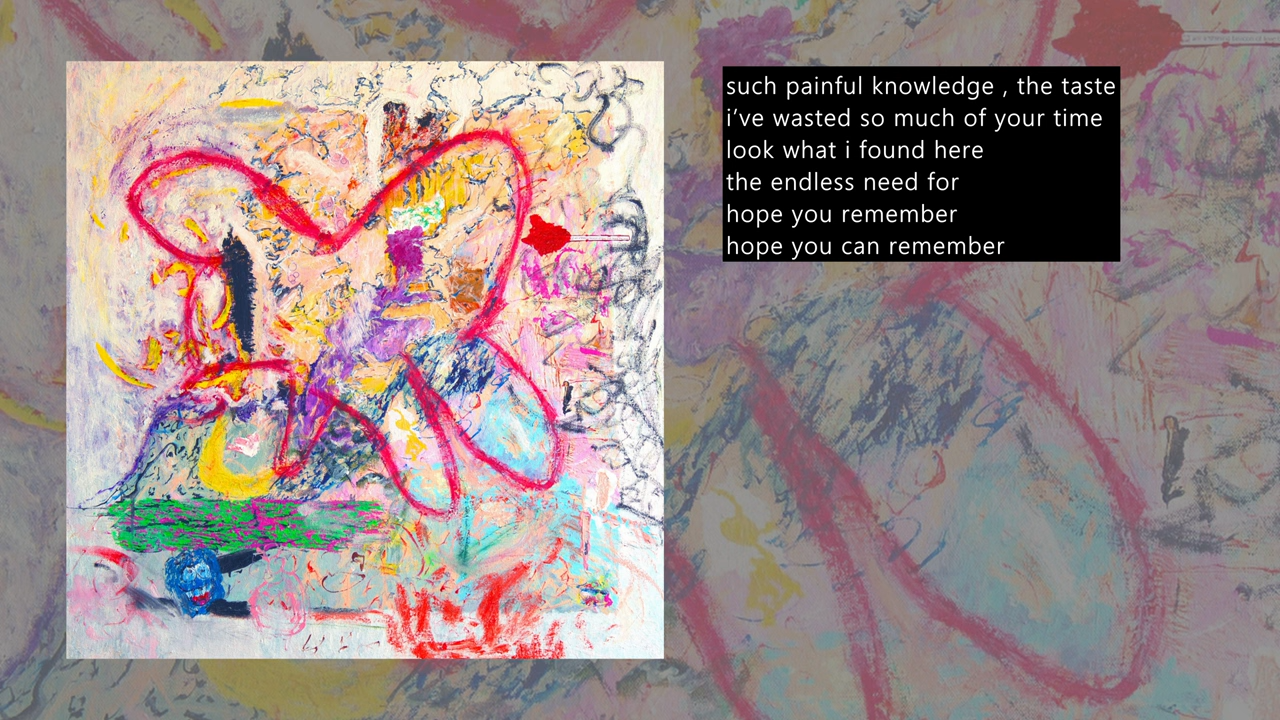 such painful knowledge , the taste
i've wasted so much of your time
look what i found here
the endless need for
hope you remember
hope you can remember